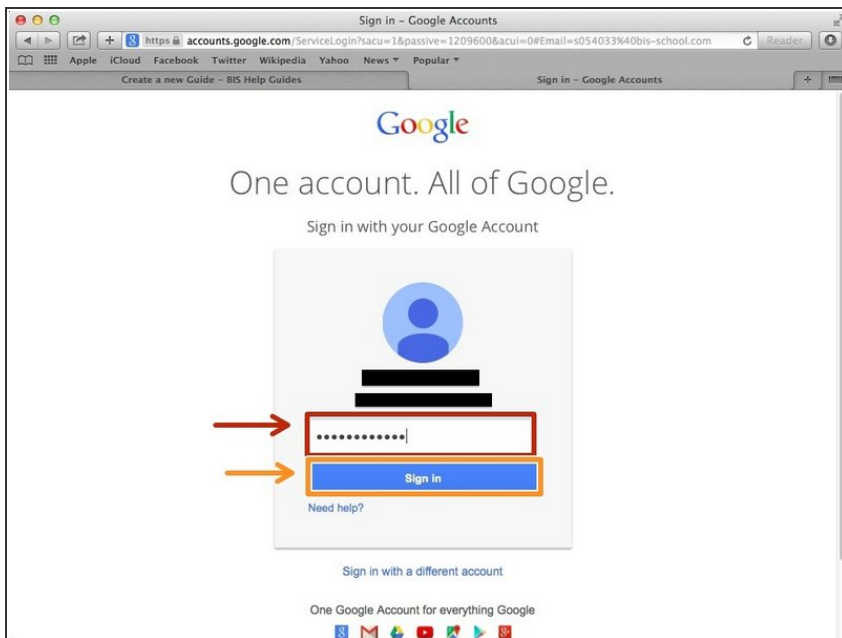 Sign in – Google Accounts
https accounts.google.com/ServiceLogin?sacu=1&passive=1209600&acui=0#Email=s054033%40bis-school.com
Reader
Apple iCloud Facebook Twitter Wikipedia Yahoo News Popular
Create a new Guide – BIS Help Guides
Sign in – Google Accounts
Google
One account. All of Google.
Sign in with your Google Account
Sign in
Need help?
Sign in with a different account
One Google Account for everything Google